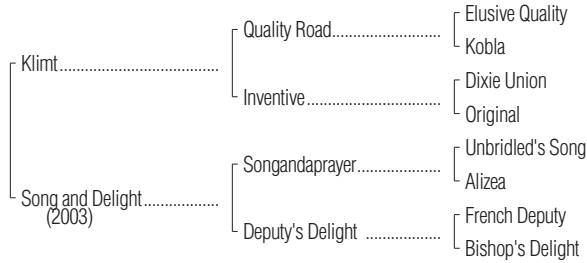 Elusive Quality
Quality Road
Kobla
Klimt
Dixie Union
Inventive
Original
Unbridled's Song
Songandaprayer
Alizea
Song and Delight
(2003)
French Deputy
Deputy's Delight
Bishop's Delight